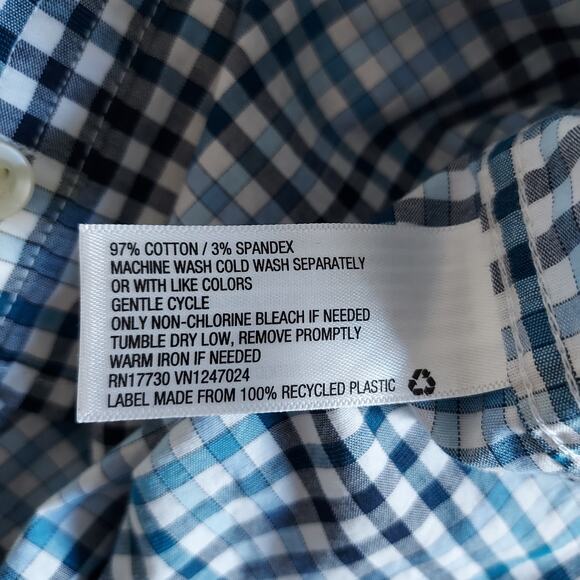 97% COTTON / 3% SPANDEX
MACHINE WASH COLD WASH SEPARATELY
OR WITH LIKE COLORS
GENTLE CYCLE
ONLY NON-CHLORINE BLEACH IF NEEDED
TUMBLE DRY LOW, REMOVE PROMPTLY
WARM IRON IF NEEDED
RN17730 VN1247024
LABEL MADE FROM 100% RECYCLED PLASTIC